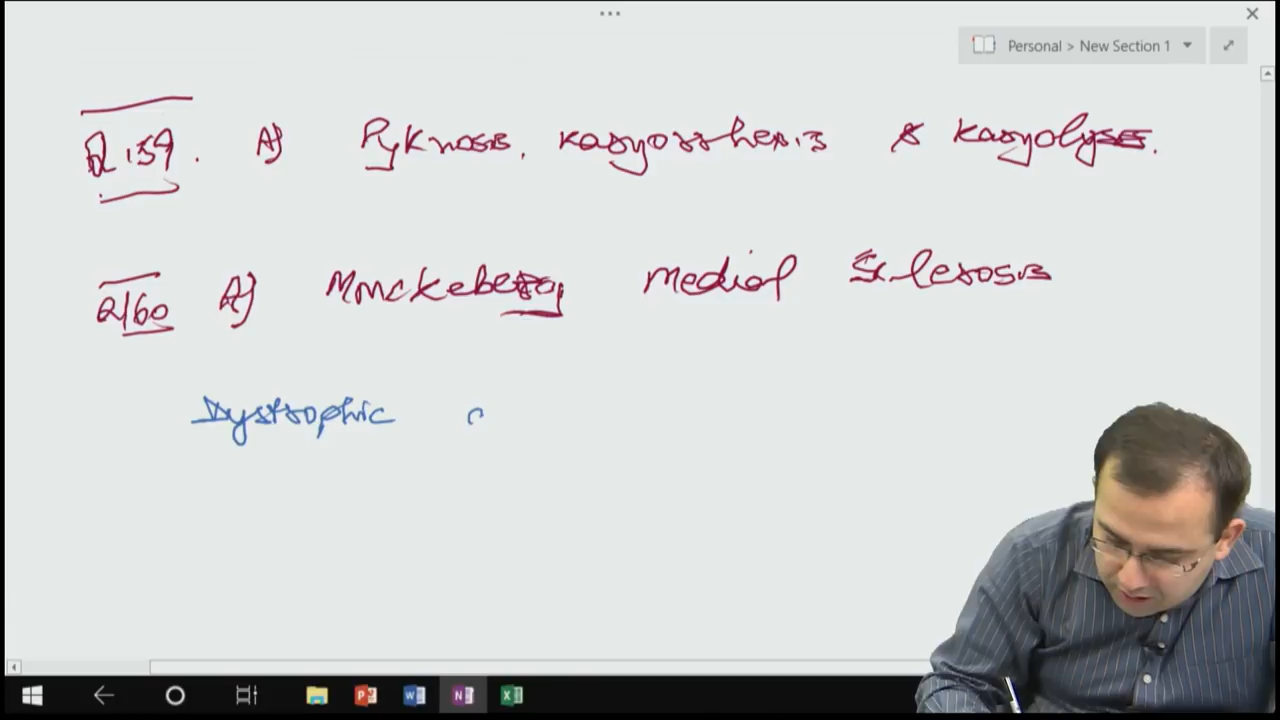 Personal > New Section 1
Q.159. A) Pyknosis, karyorrhexis & karyolysis.
Q160 A) Monckeberg Medial Sclerosis
Dystrophic c